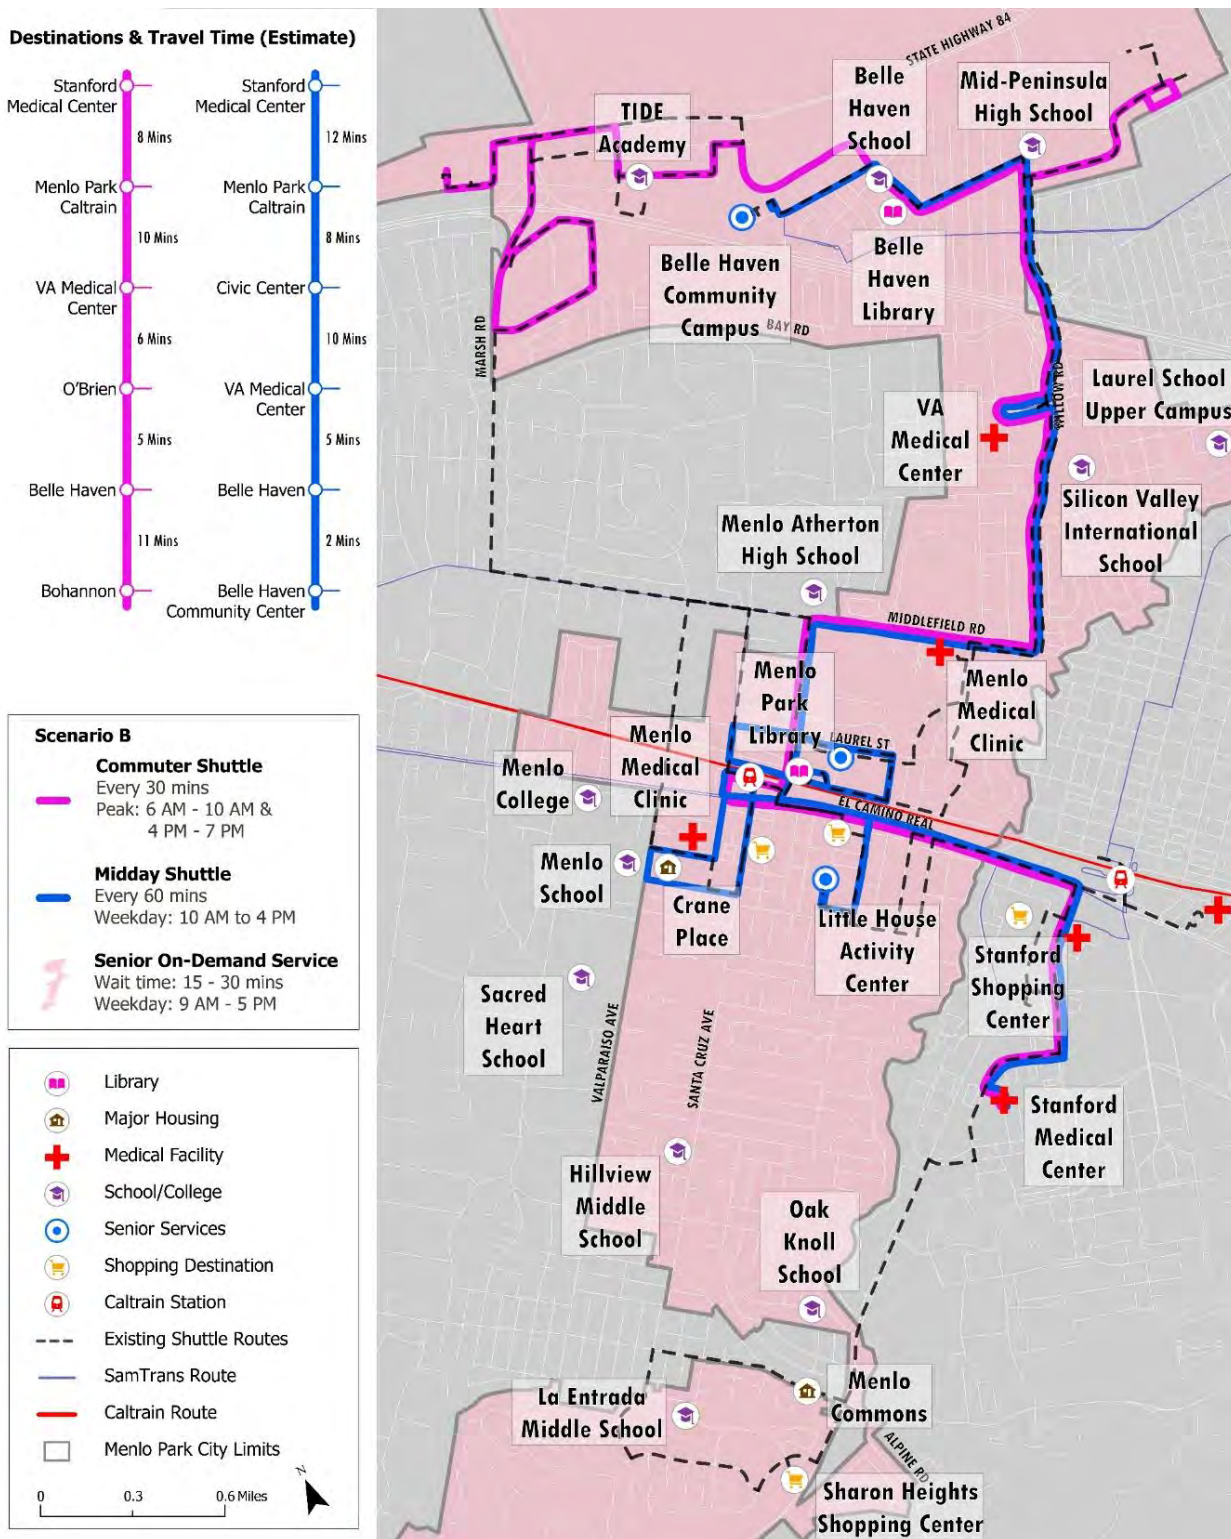 Destinations & Travel Time (Estimate)
Stanford
Medical Center
8 Mins
Menlo Park
Caltrain
10 Mins
VA Medical
Center
6 Mins
O'Brien
5 Mins
Belle Haven
11 Mins
Bohannon
Stanford
Medical Center
12 Mins
Menlo Park
Caltrain
8 Mins
Civic Center
10 Mins
VA Medical
Center
5 Mins
Belle Haven
2 Mins
Belle Haven
Community Center
Scenario B
Commuter Shuttle
Every 30 mins
Peak: 6 AM - 10 AM &
4 PM - 7 PM
Midday Shuttle
Every 60 mins
Weekday: 10 AM to 4 PM
Senior On-Demand Service
Wait time: 15 - 30 mins
Weekday: 9 AM - 5 PM
Library
Major Housing
Medical Facility
School/College
Senior Services
Shopping Destination
Caltrain Station
Existing Shuttle Routes
SamTrans Route
Caltrain Route
Menlo Park City Limits
N
0 0.3 0.6 Miles
STATE HIGHWAY 84
TIDE
Academy
Belle
Haven
School
Mid-Peninsula
High School
Belle Haven
Community
Campus
Belle
Haven
Library
BAY RD
MARSH RD
WILLOW RD
VA
Medical
Center
Laurel School
Upper Campus
Silicon Valley
International
School
Menlo Atherton
High School
MIDDLEFIELD RD
Menlo
Park
Library
LAUREL ST
Menlo
Medical
Clinic
Menlo
Medical
Clinic
Menlo
College
EL CAMINO REAL
Menlo
School
Crane
Place
Little House
Activity
Center
Stanford
Shopping
Center
Sacred
Heart
School
VALPARAISO AVE
SANTA CRUZ AVE
Stanford
Medical
Center
Hillview
Middle
School
Oak
Knoll
School
La Entrada
Middle School
Menlo
Commons
ALPINE RD
Sharon Heights
Shopping Center